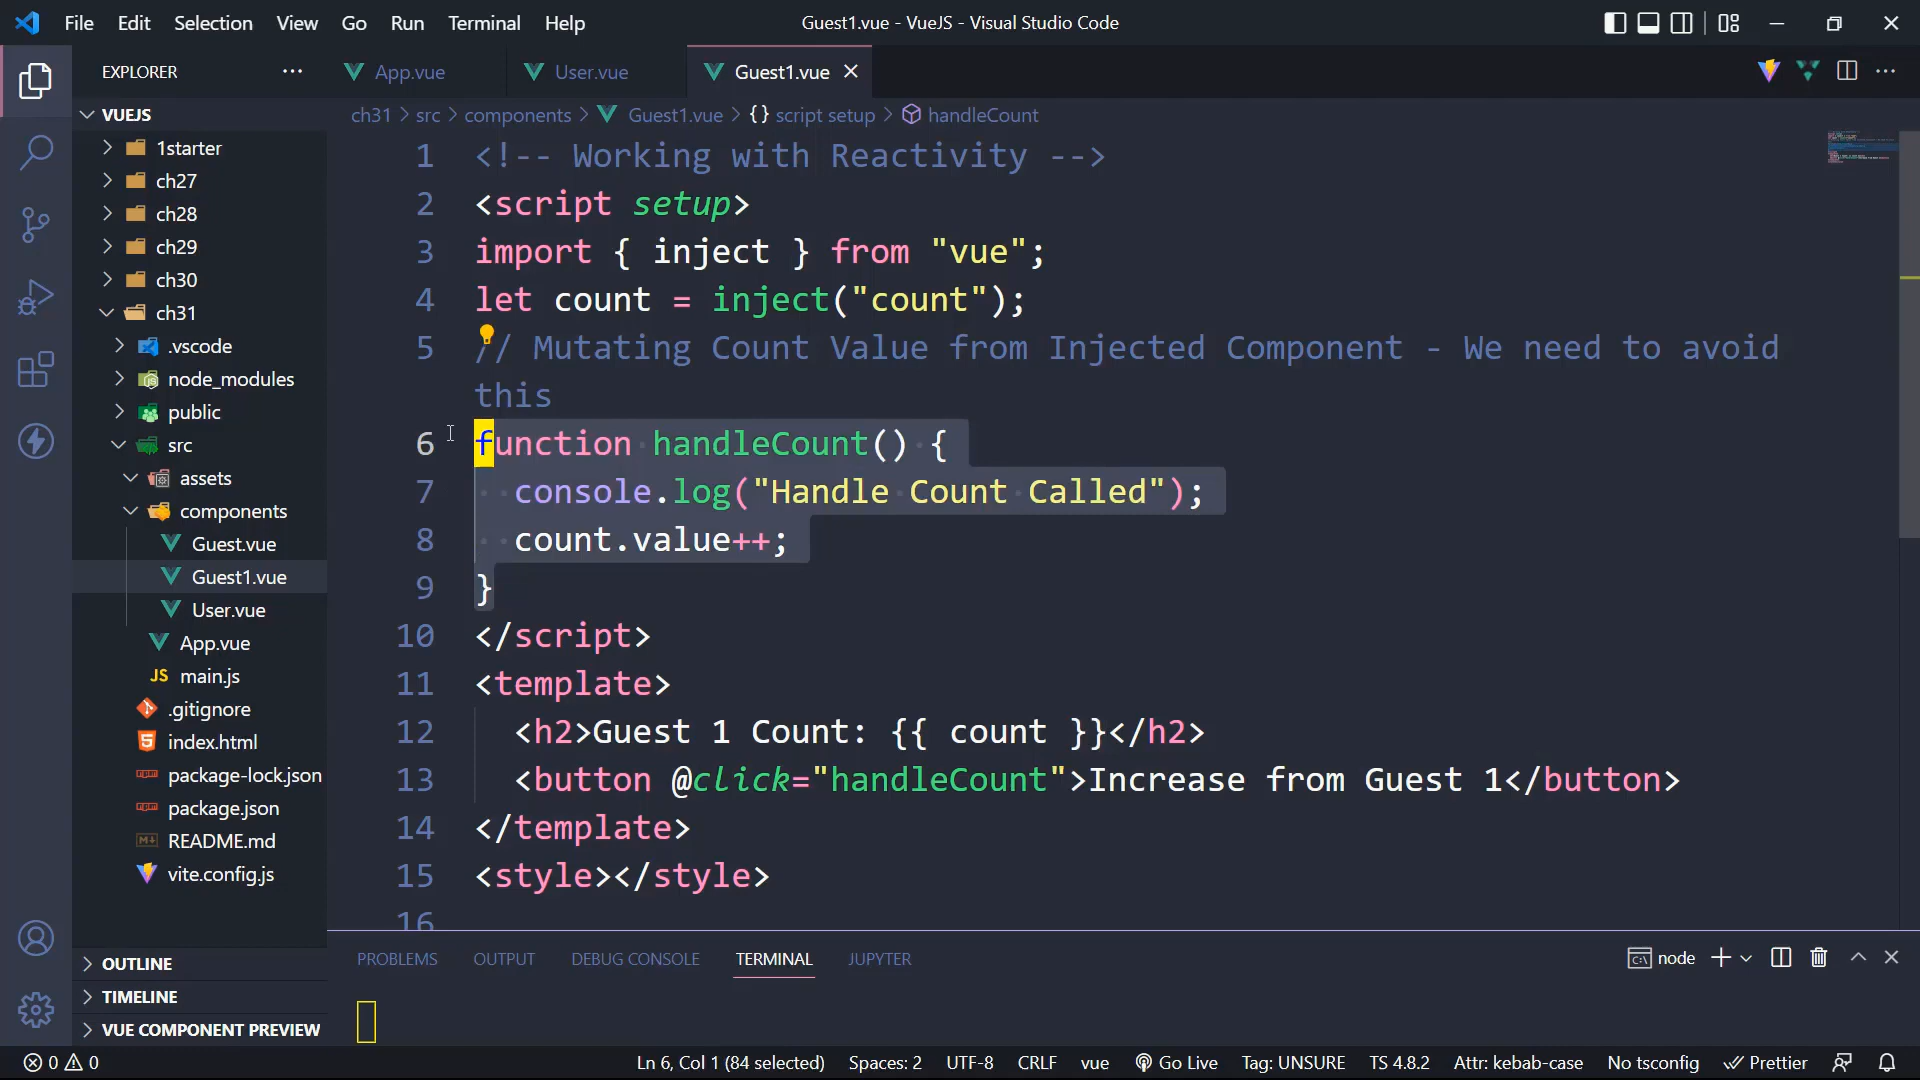 File Edit Selection View Go Run Terminal Help
Guest1.vue - VueJS - Visual Studio Code
EXPLORER
App.vue
User.vue
Guest1.vue
VUEJS
ch31 > src > components > Guest1.vue > {} script setup > handleCount
1starter
ch27
ch28
ch29
ch30
ch31
.vscode
node_modules
public
src
assets
components
Guest.vue
Guest1.vue
User.vue
App.vue
JS main.js
.gitignore
index.html
package-lock.json
package.json
README.md
vite.config.js
OUTLINE
TIMELINE
VUE COMPONENT PREVIEW
1 <!-- Working with Reactivity -->
2 <script setup>
3 import { inject } from "vue";
4 let count = inject("count");
5 // Mutating Count Value from Injected Component - We need to avoid
this
6 function handleCount() {
7 console.log("Handle Count Called");
8 count.value++;
9 }
10 </script>
11 <template>
12 <h2>Guest 1 Count: {{ count }}</h2>
13 <button @click="handleCount">Increase from Guest 1</button>
14 </template>
15 <style></style>
16
PROBLEMS OUTPUT DEBUG CONSOLE TERMINAL JUPYTER
node
0 0
Ln 6, Col 1 (84 selected) Spaces: 2 UTF-8 CRLF vue Go Live Tag: UNSURE TS 4.8.2 Attr: kebab-case No tsconfig Prettier